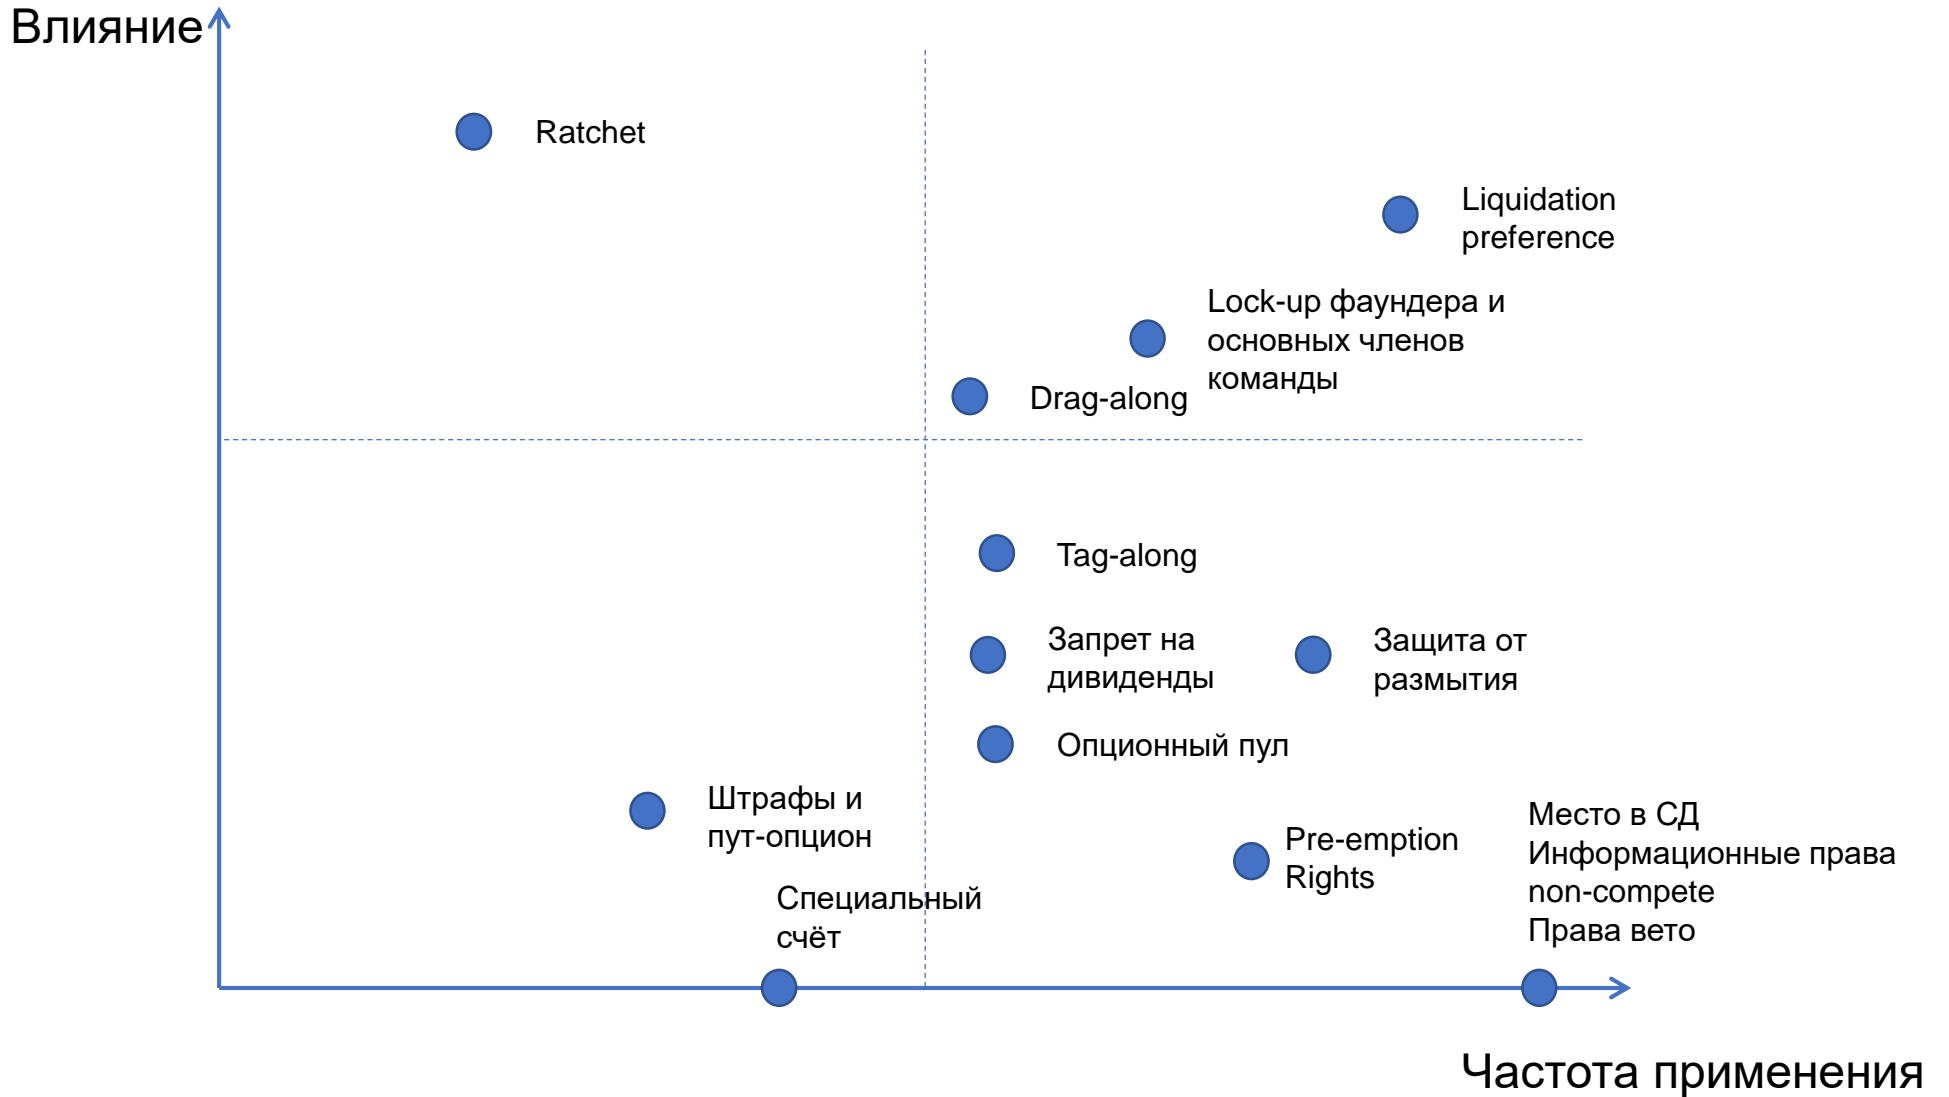 Влияние
Ratchet
Liquidation
preference
Lock-up фаундера и
основных членов
команды
Drag-along
Tag-along
Запрет на
дивиденды
Защита от
размытия
Опционный пул
Штрафы и
пут-опцион
Pre-emption
Rights
Место в СД
Информационные права
non-compete
Права вето
Специальный
счёт
Частота применения